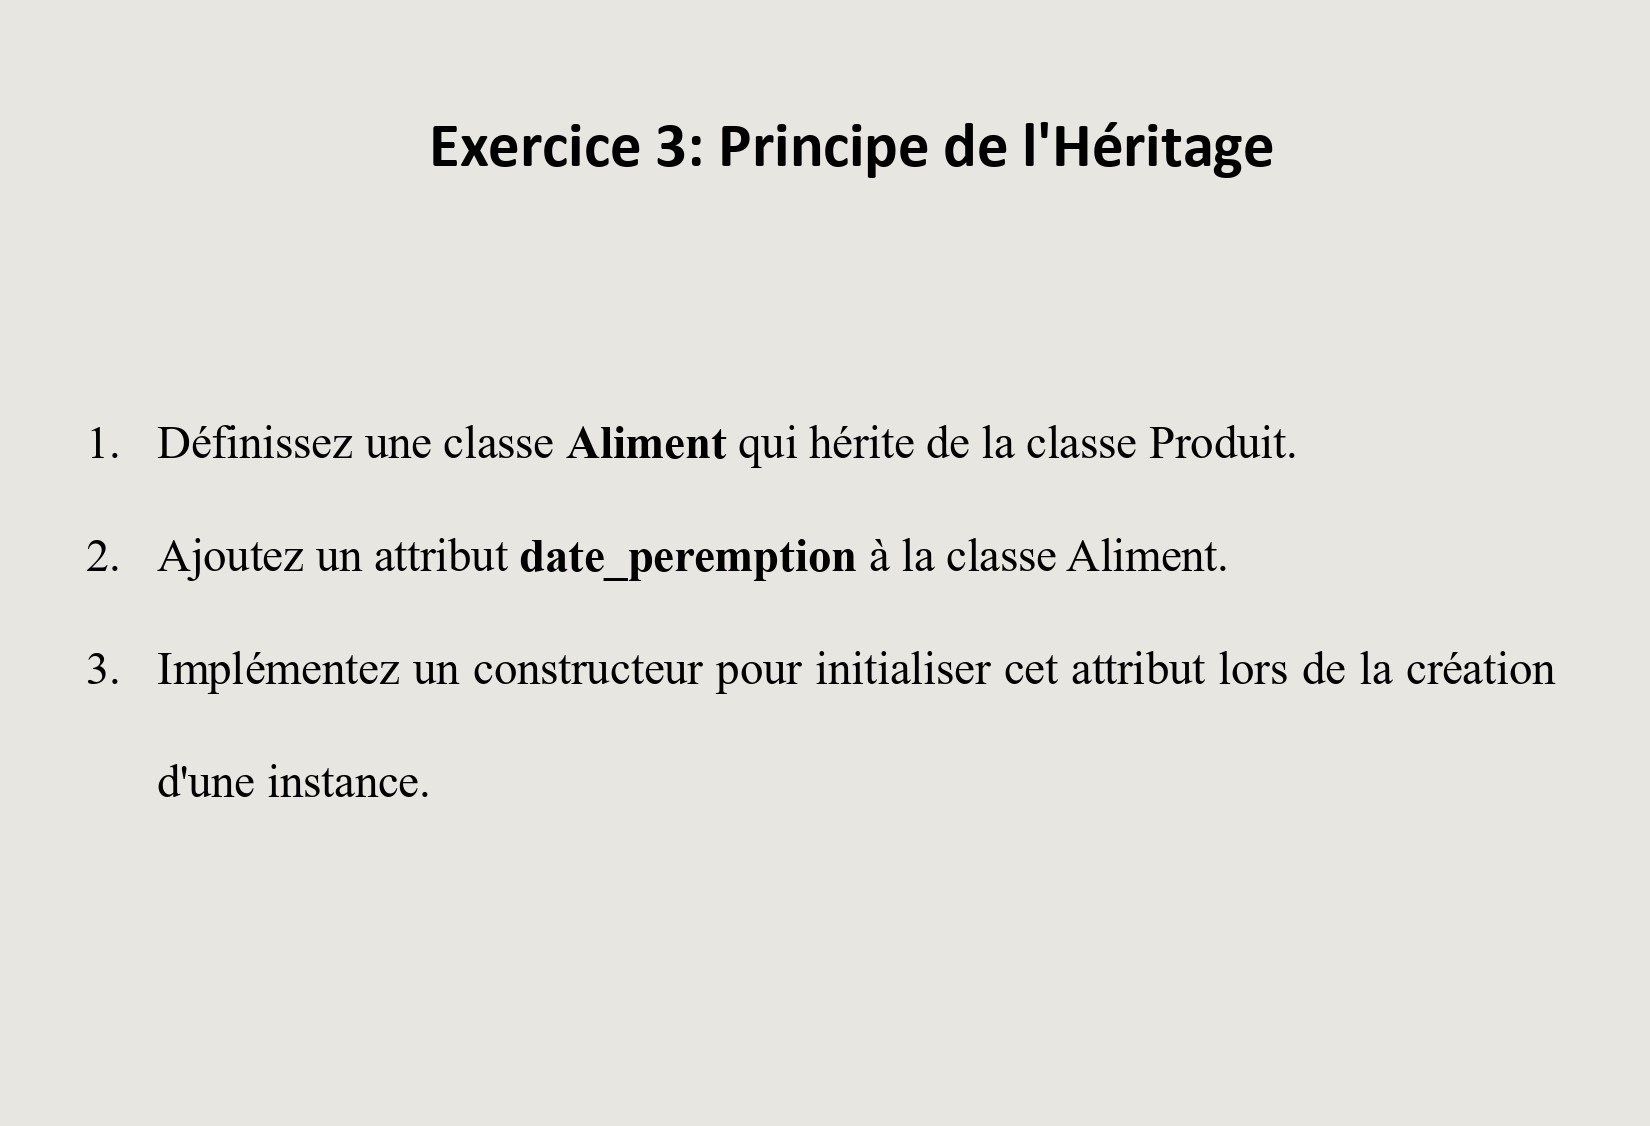 Exercice 3: Principe de l'Héritage
1. Définissez une classe Aliment qui hérite de la classe Produit.
2. Ajoutez un attribut date_peremption à la classe Aliment.
3. Implémentez un constructeur pour initialiser cet attribut lors de la création
d'une instance.